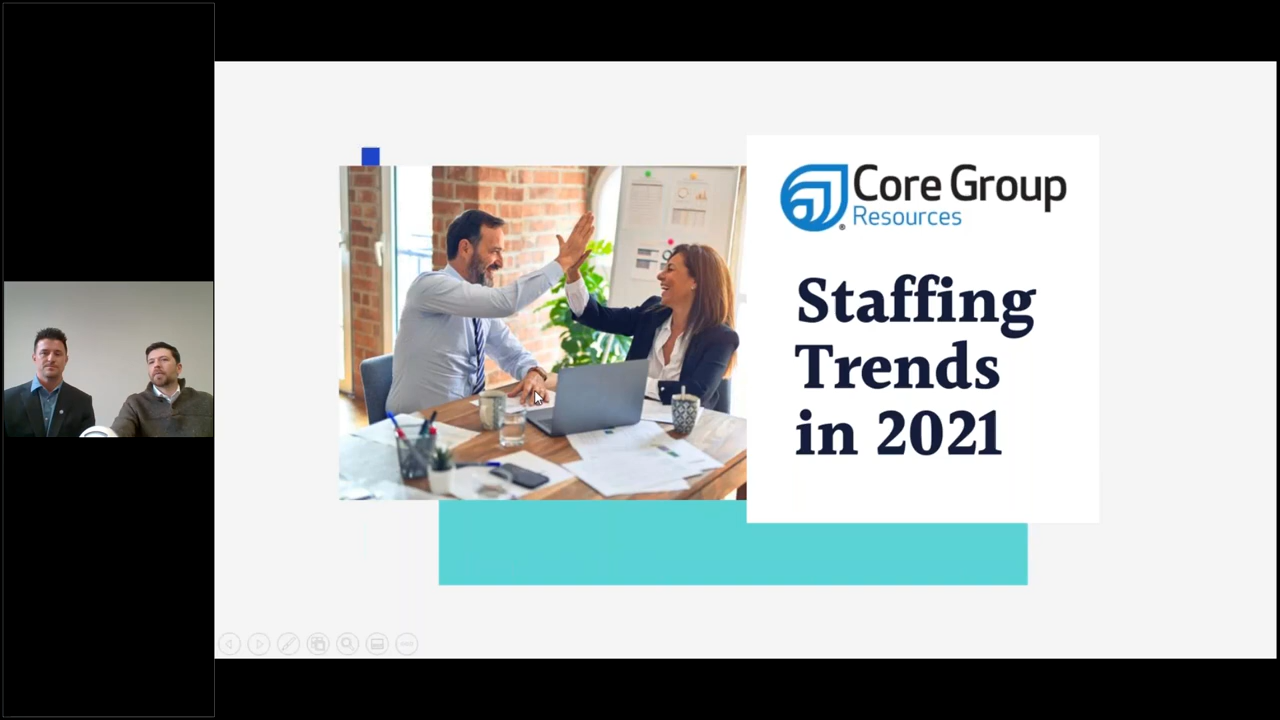 Core Group
Resources
®
Staffing
Trends
in 2021